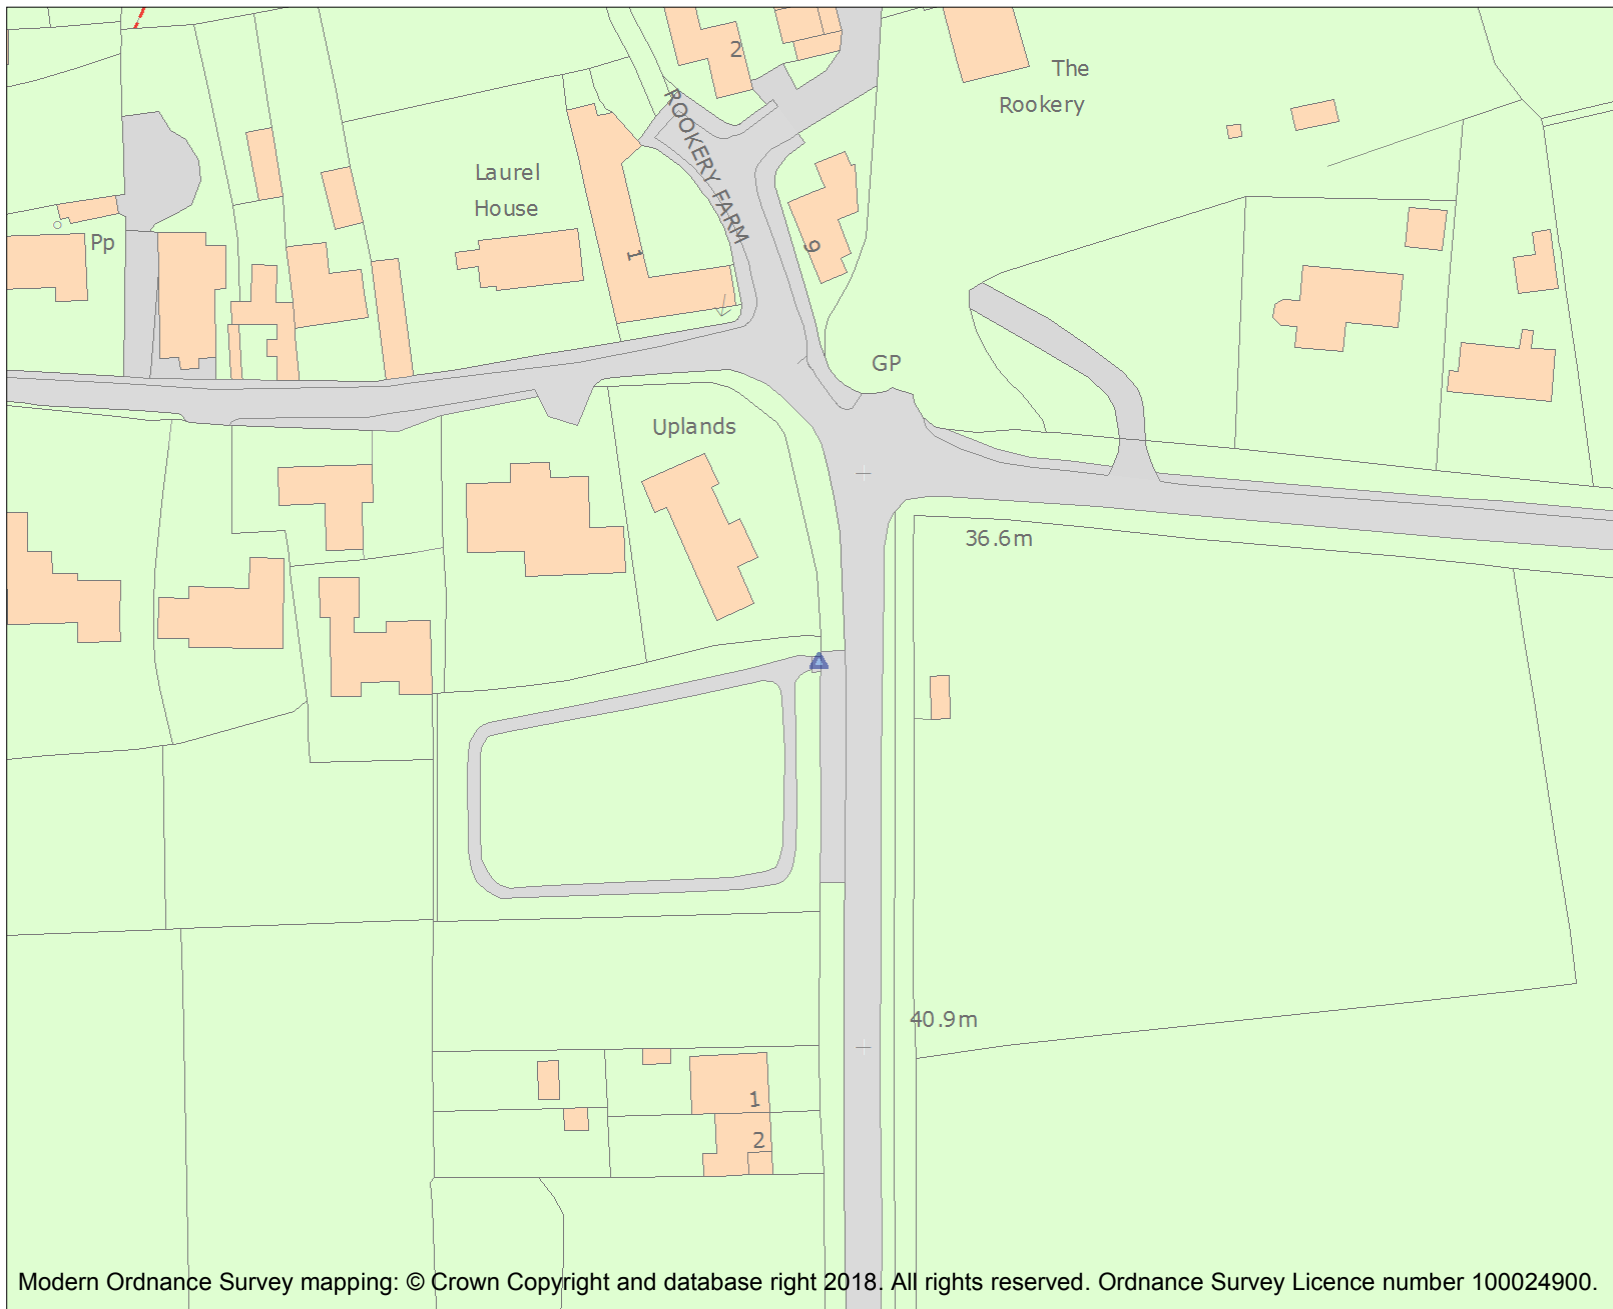 2
The
Rookery
ROOKERY FARM
Laurel
House
Pp
1
9
GP
Uplands
36.6m
40.9m
1
2
Modern Ordnance Survey mapping: © Crown Copyright and database right 2018. All rights reserved. Ordnance Survey Licence number 100024900.